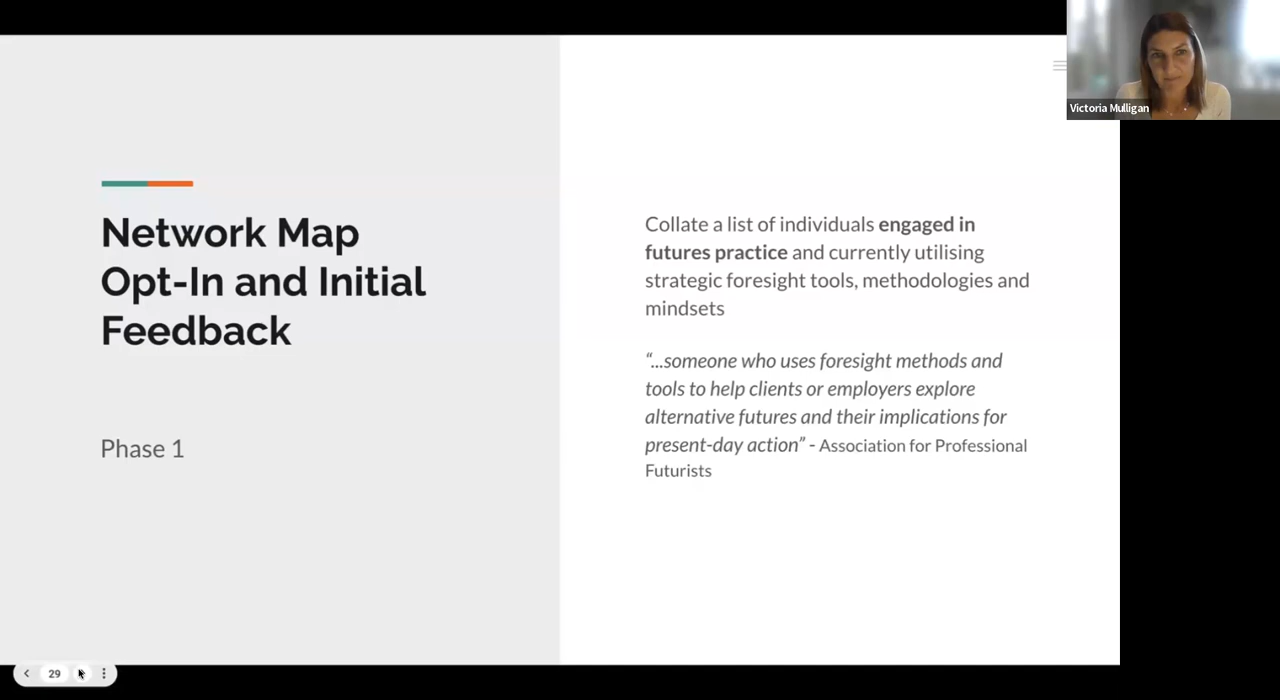 Victoria Mulligan
Network Map
Opt-In and Initial
Feedback
Phase 1
Collate a list of individuals engaged in
futures practice and currently utilising
strategic foresight tools, methodologies and
mindsets
“...someone who uses foresight methods and
tools to help clients or employers explore
alternative futures and their implications for
present-day action” - Association for Professional
Futurists
29